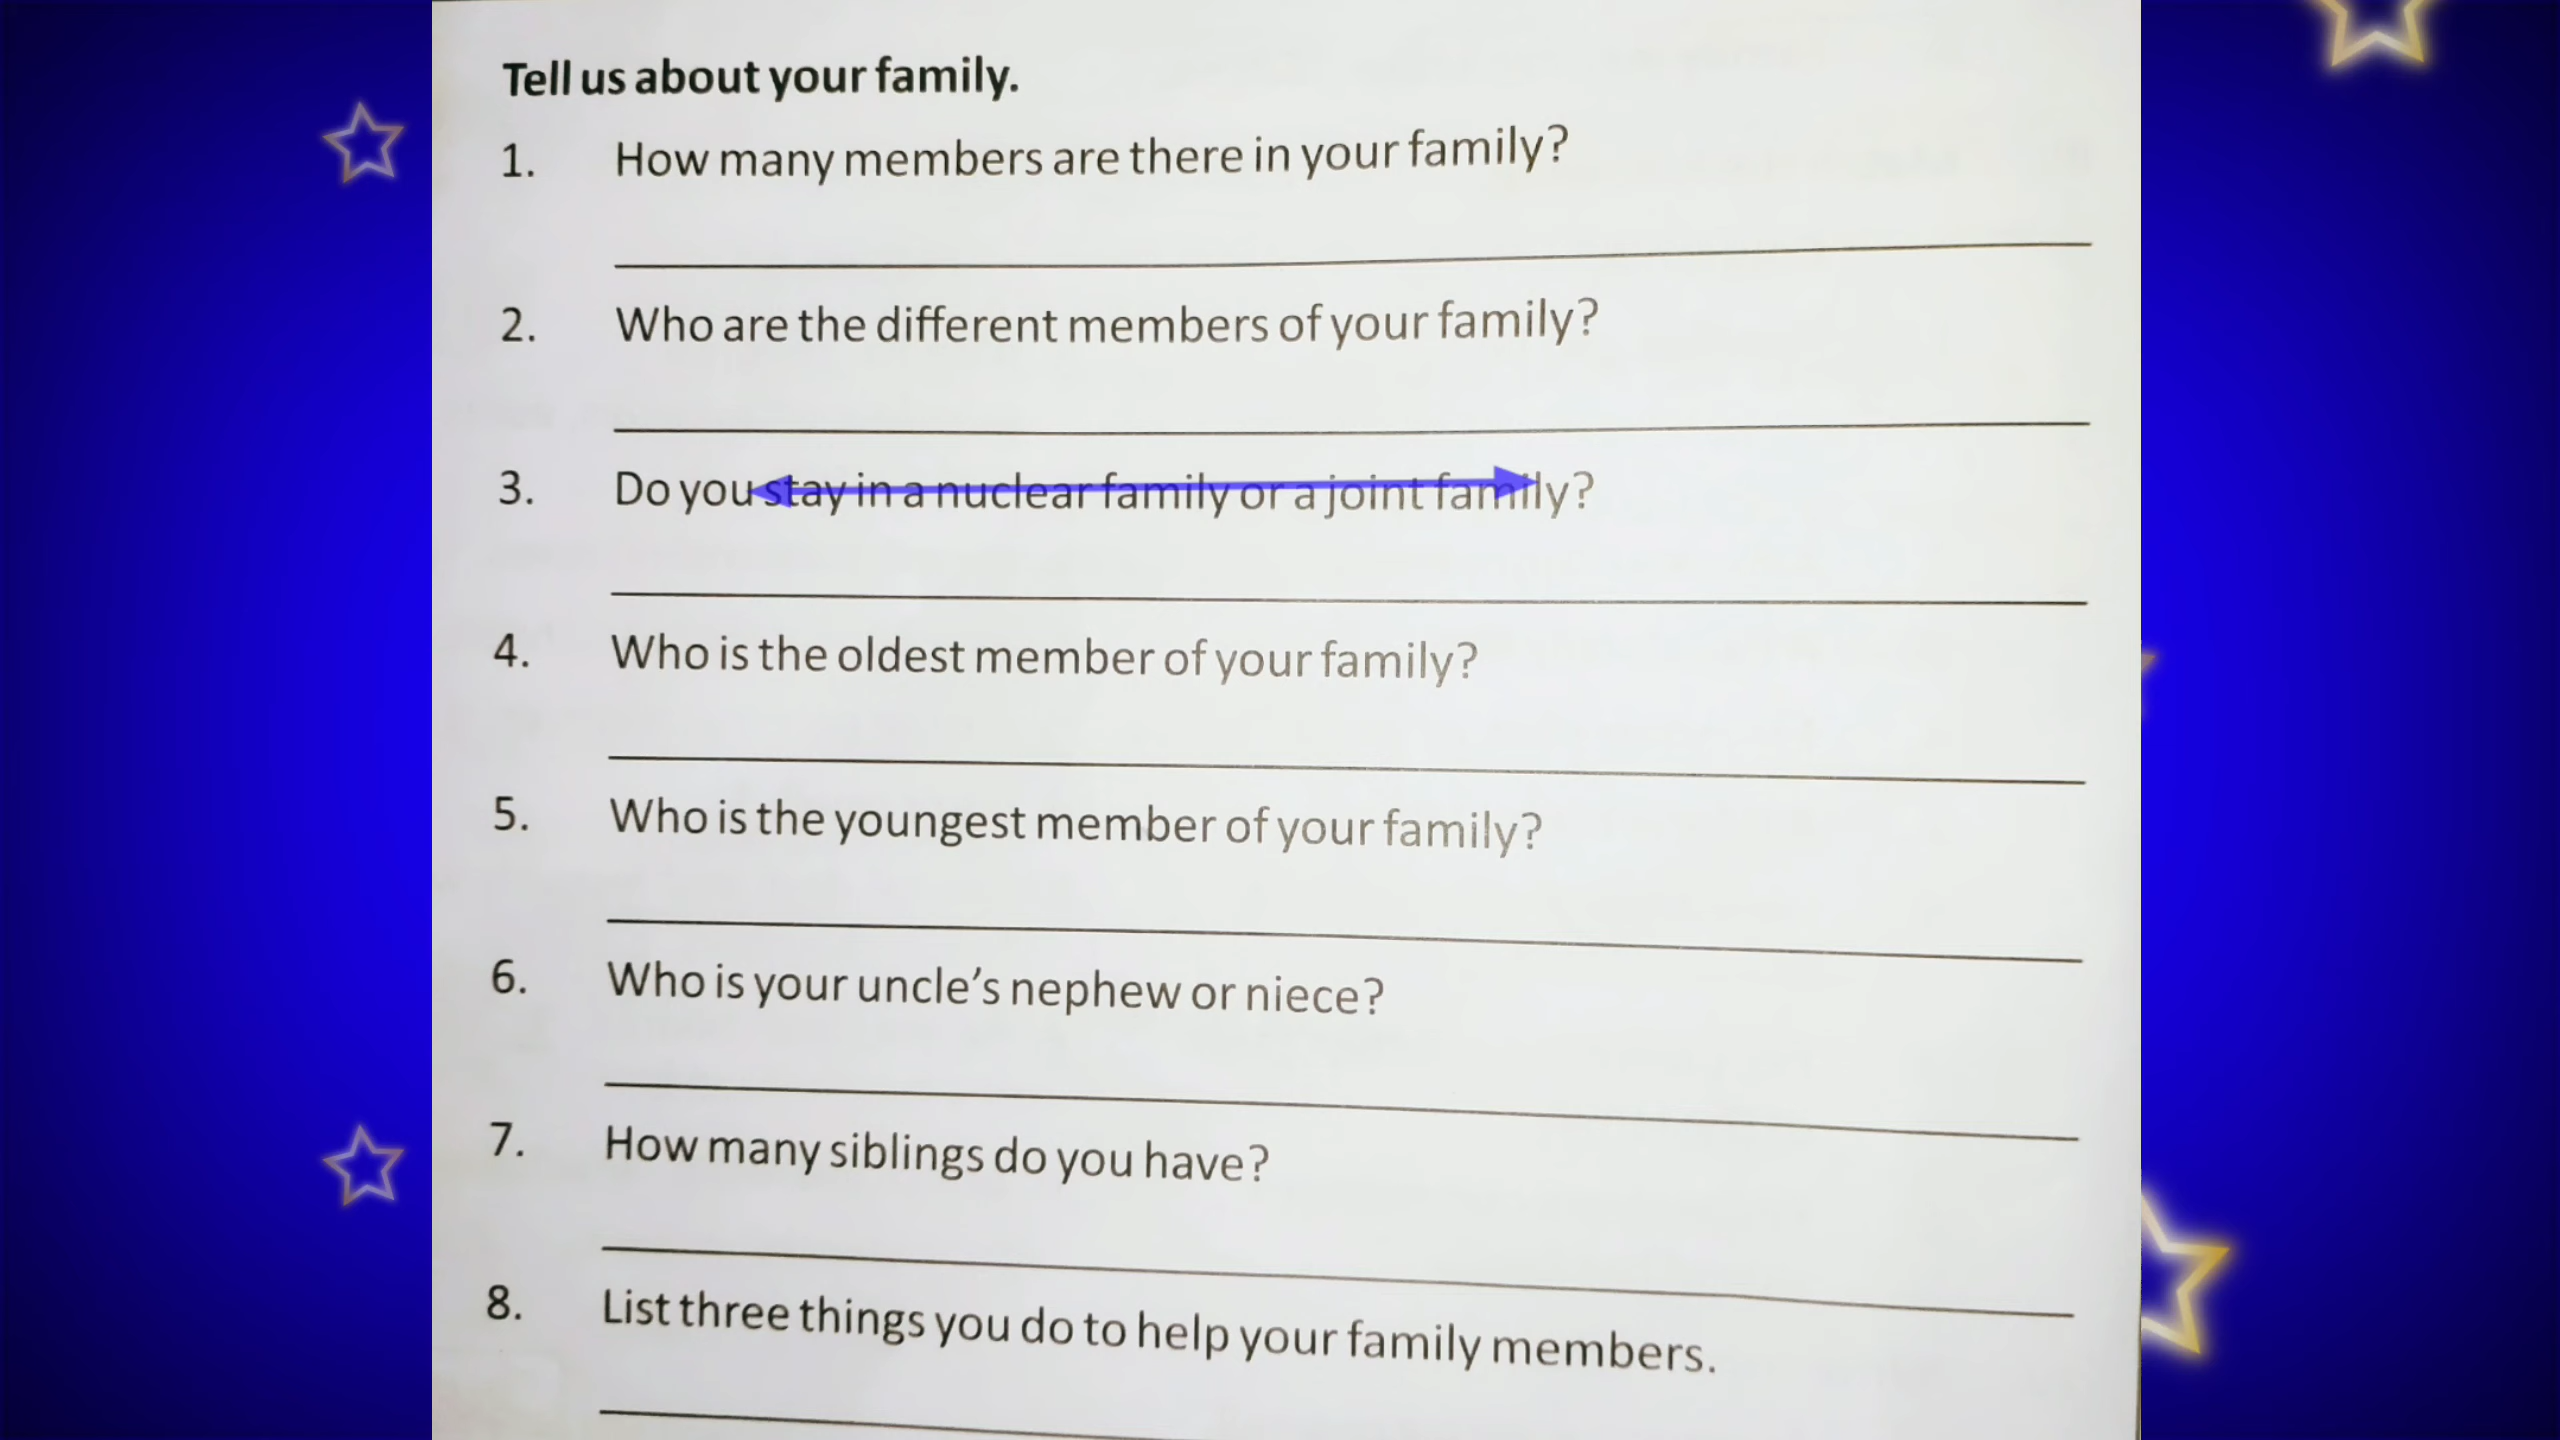 Tell us about your family.
1. How many members are there in your family?
2. Who are the different members of your family?
3. Do you stay in a nuclear family or a joint family?
4. Who is the oldest member of your family?
5. Who is the youngest member of your family?
6. Who is your uncle's nephew or niece?
7. How many siblings do you have?
8. List three things you do to help your family members.